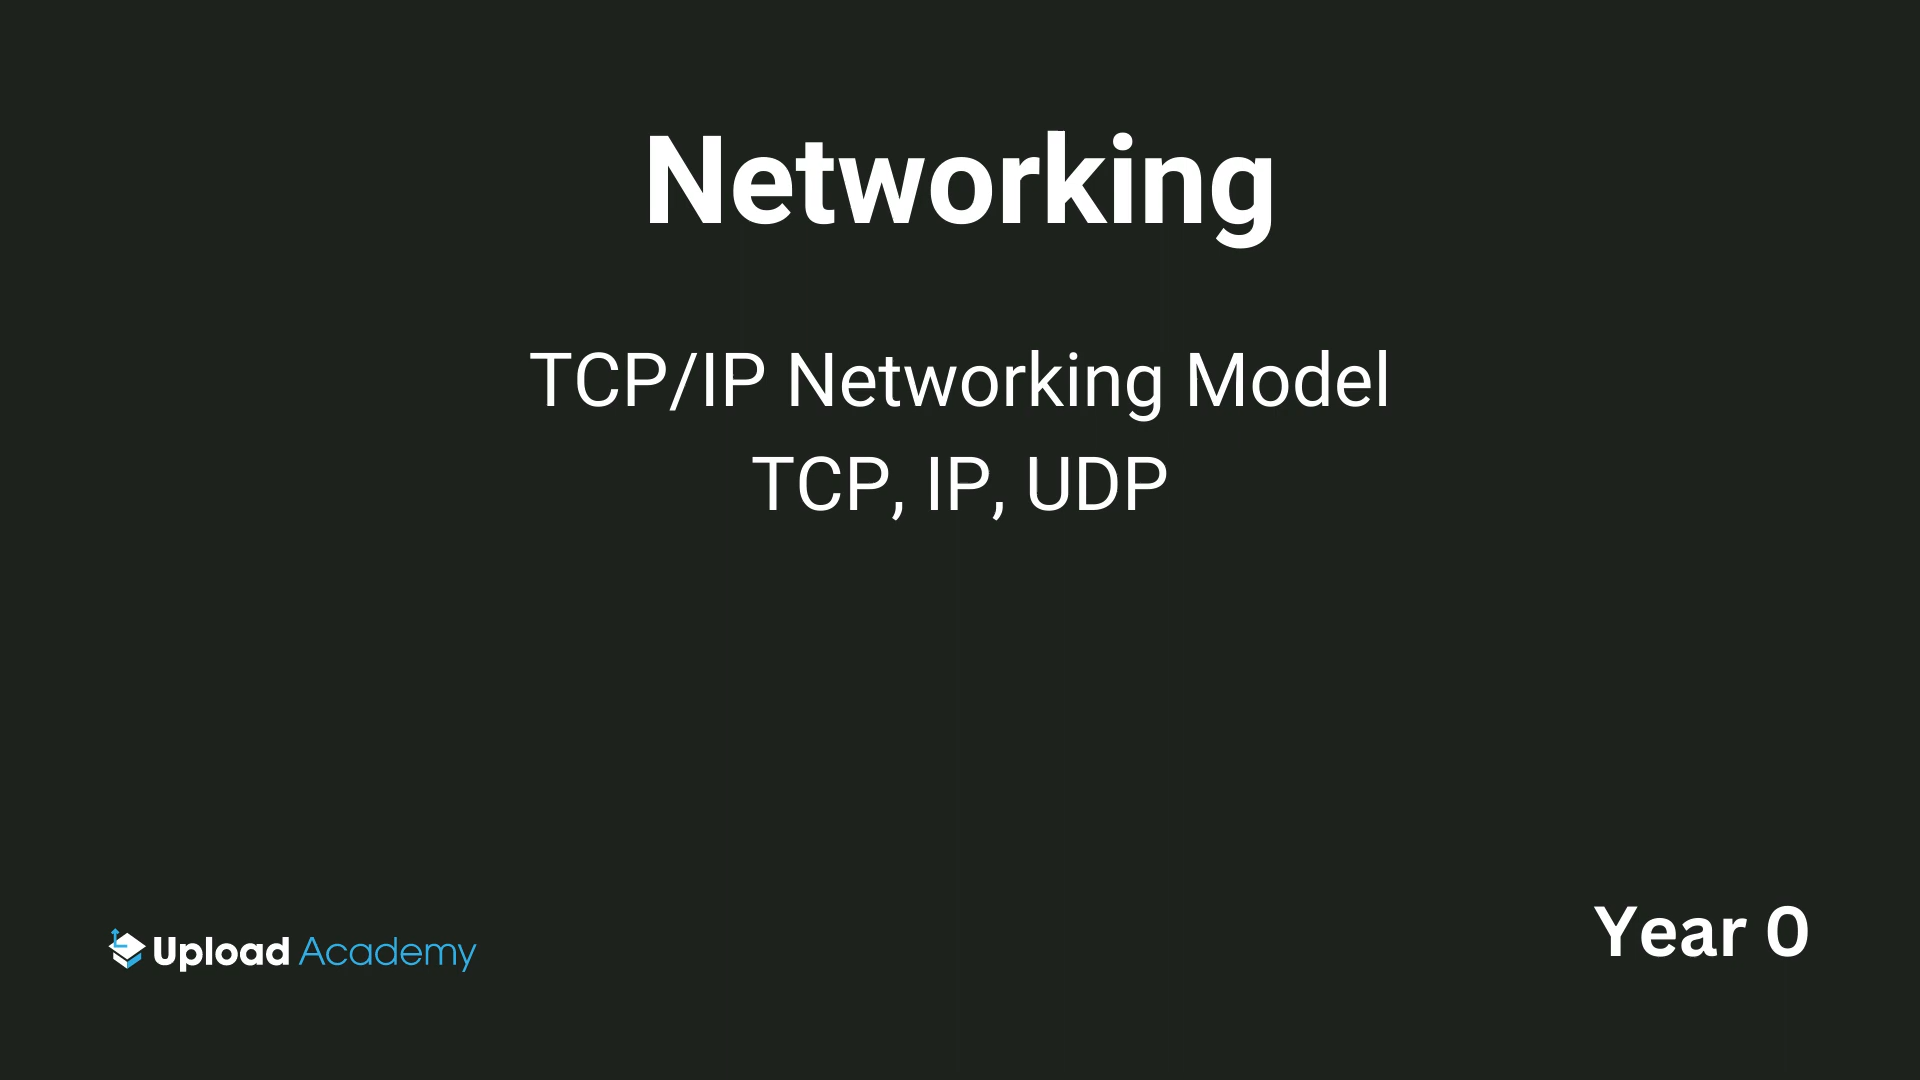 Networking
TCP/IP Networking Model
TCP, IP, UDP
Upload Academy
Year 0